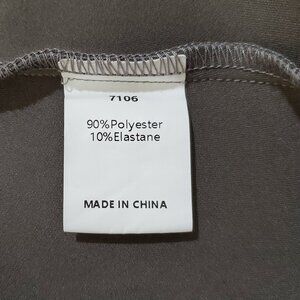 7106
90%Polyester
10%Elastane
MADE IN CHINA